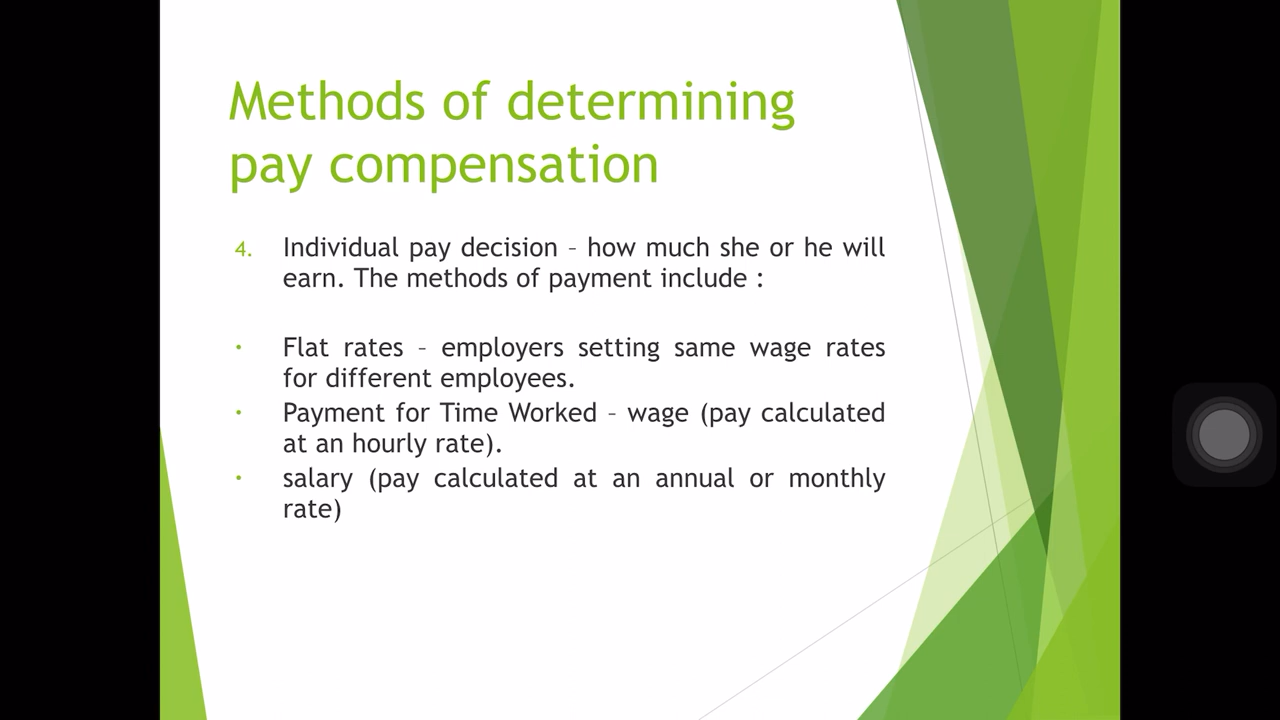 Methods of determining
pay compensation
4. Individual pay decision – how much she or he will
earn. The methods of payment include :
• Flat rates – employers setting same wage rates
for different employees.
• Payment for Time Worked – wage (pay calculated
at an hourly rate).
• salary (pay calculated at an annual or monthly
rate)